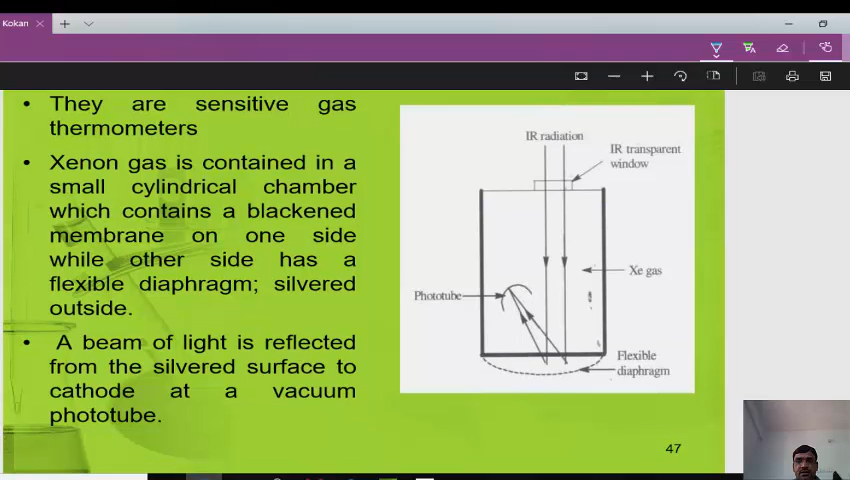 Kokan
• They are sensitive gas
thermometers
• Xenon gas is contained in a
small cylindrical chamber
which contains a blackened
membrane on one side
while other side has a
flexible diaphragm; silvered
outside.
• A beam of light is reflected
from the silvered surface to
cathode at a vacuum
phototube.
IR radiation
IR transparent
window
Xe gas
Phototube
Flexible
diaphragm
47